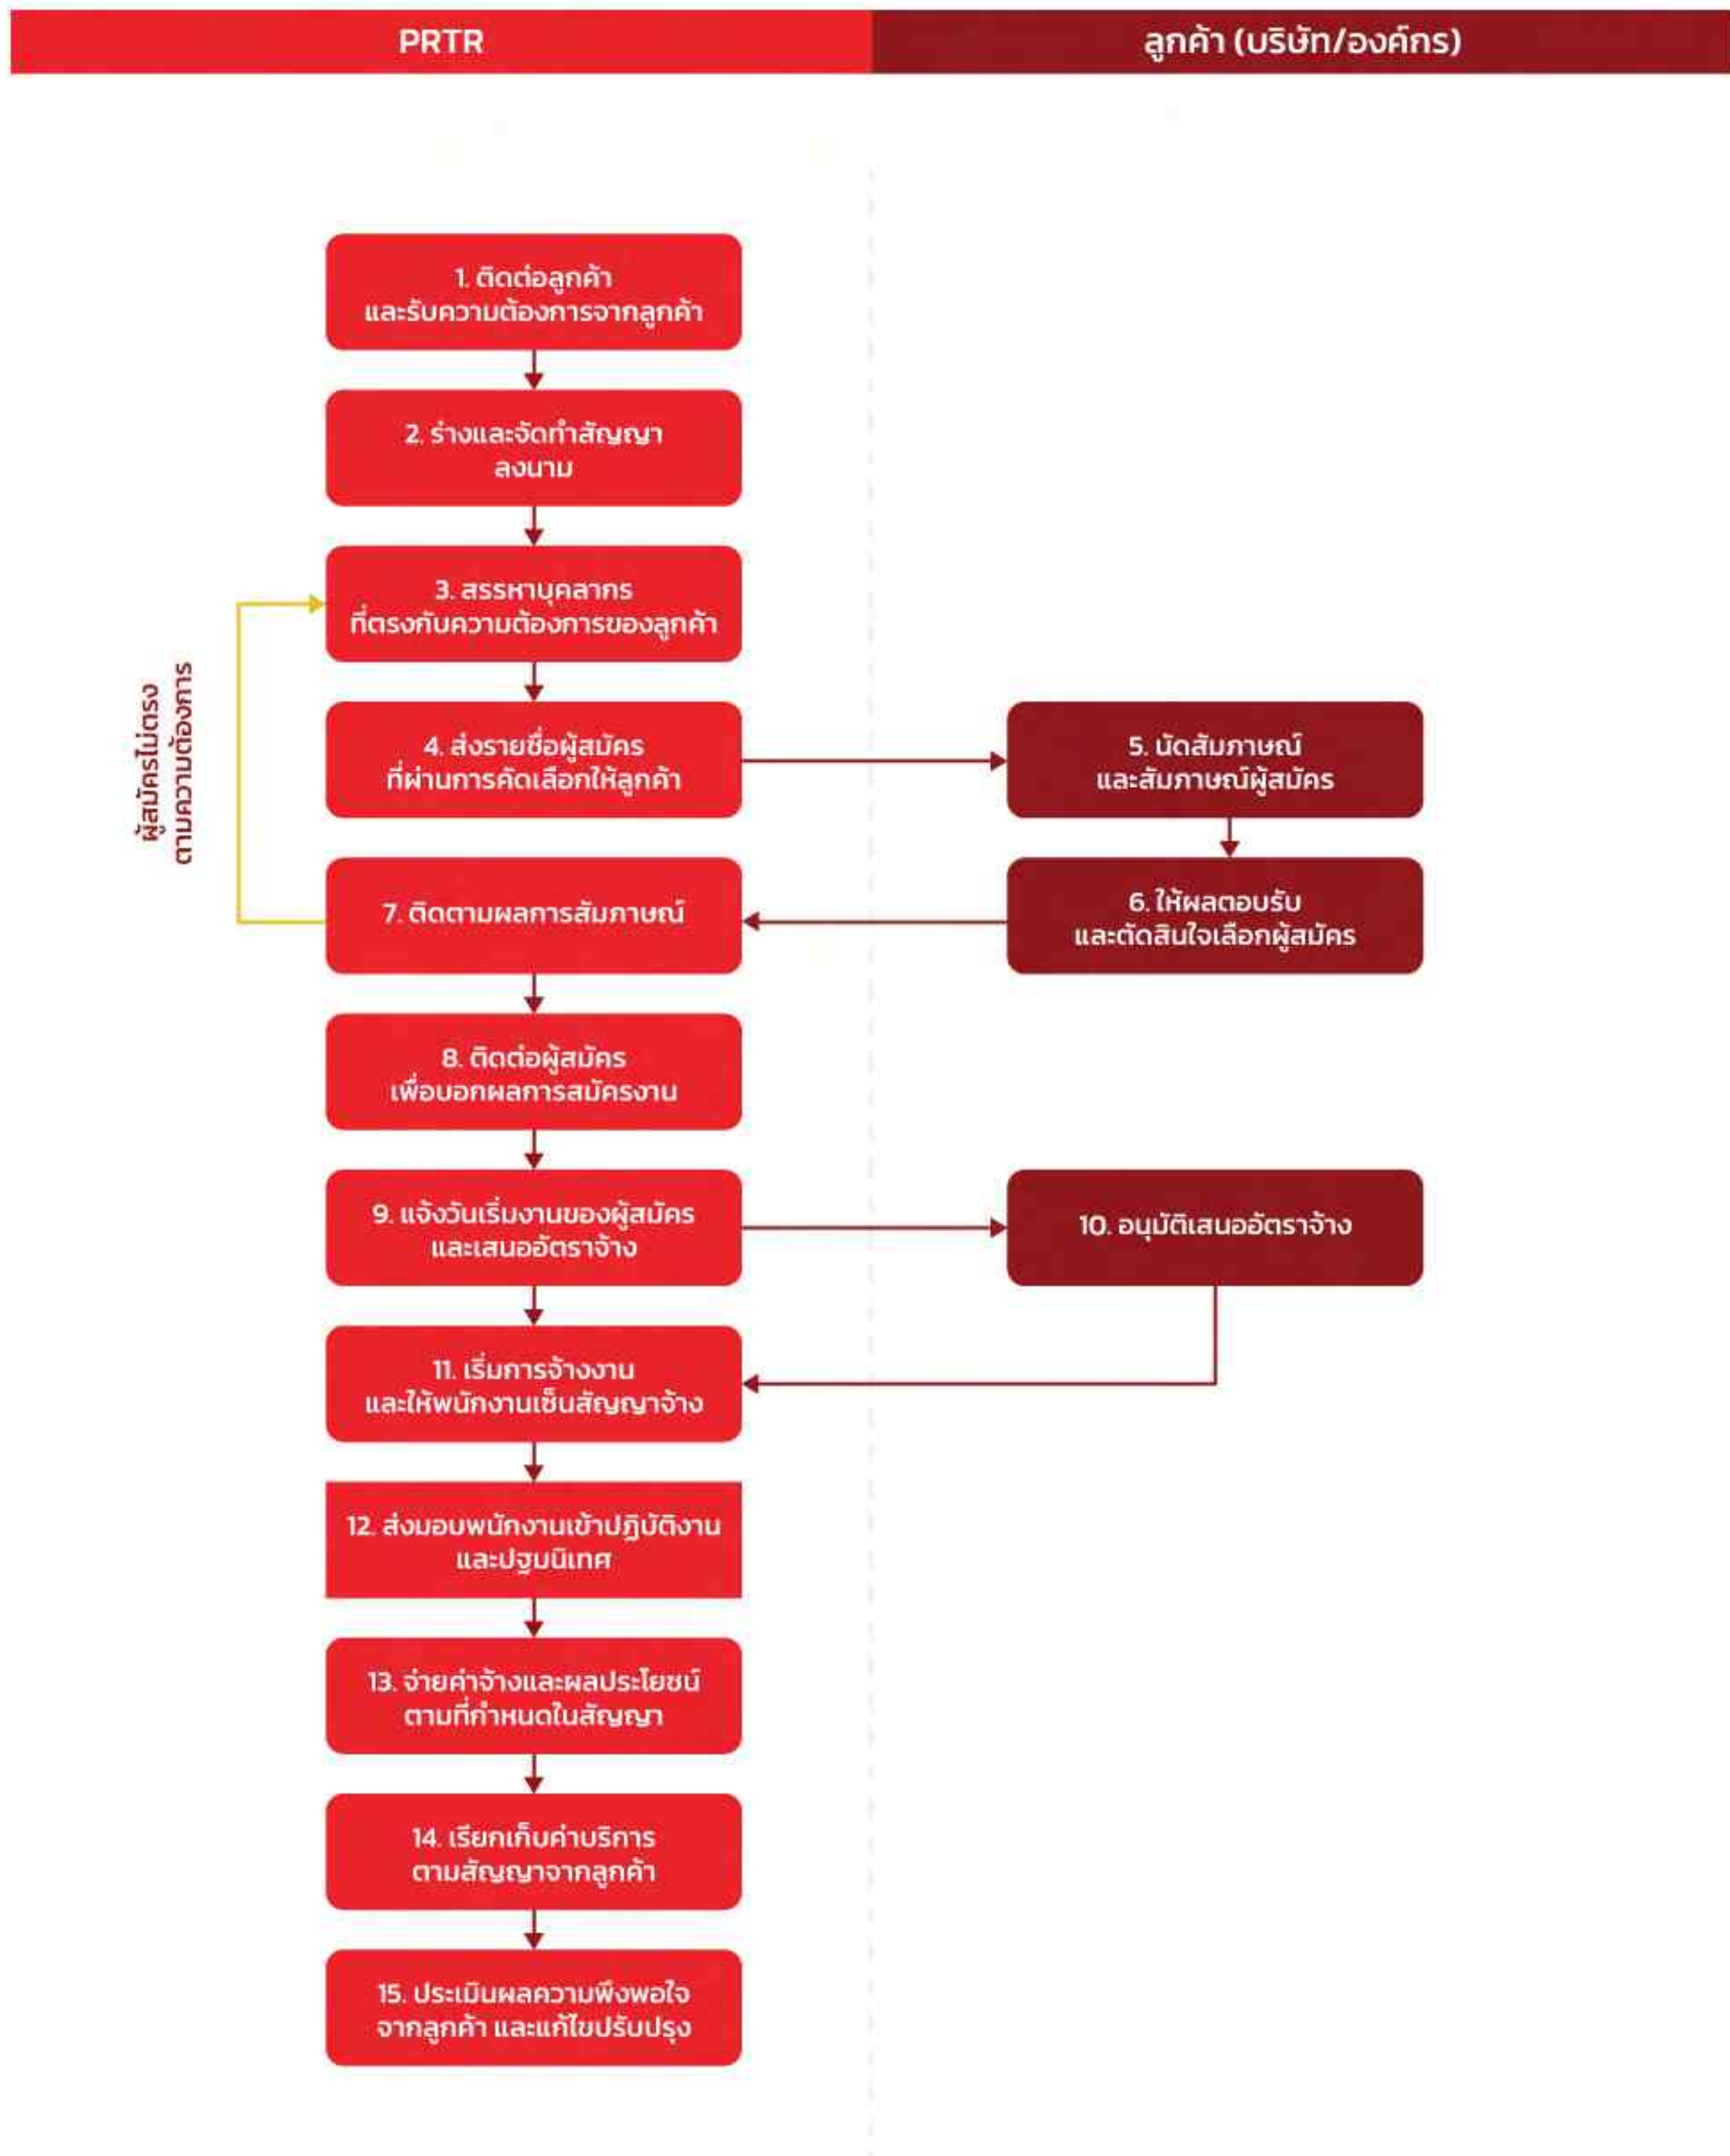 PRTR
ลูกค้า (บริษัท/องค์กร)
1. ติดต่อลูกค้า
และรับความต้องการจากลูกค้า
2. ร่างและจัดทำสัญญา
ลงนาม
3. สรรหาบุคลากร
ที่ตรงกับความต้องการของลูกค้า
ผู้สมัครไม่ตรง
ตามความต้องการ
4. ส่งรายชื่อผู้สมัคร
ที่ผ่านการคัดเลือกให้ลูกค้า
5. นัดสัมภาษณ์
และสัมภาษณ์ผู้สมัคร
6. ให้ผลตอบรับ
และตัดสินใจเลือกผู้สมัคร
7. ติดตามผลการสัมภาษณ์
8. ติดต่อผู้สมัคร
เพื่อบอกผลการสมัครงาน
9. แจ้งวันเริ่มงานของผู้สมัคร
และเสนออัตราจ้าง
10. อนุมัติเสนออัตราจ้าง
11. เริ่มการจ้างงาน
และให้พนักงานเซ็นสัญญาจ้าง
12. ส่งมอบพนักงานเข้าปฏิบัติงาน
และปฐมนิเทศ
13. จ่ายค่าจ้างและผลประโยชน์
ตามที่กำหนดในสัญญา
14. เรียกเก็บค่าบริการ
ตามสัญญาจากลูกค้า
15. ประเมินผลความพึงพอใจ
จากลูกค้า และแก้ไขปรับปรุง